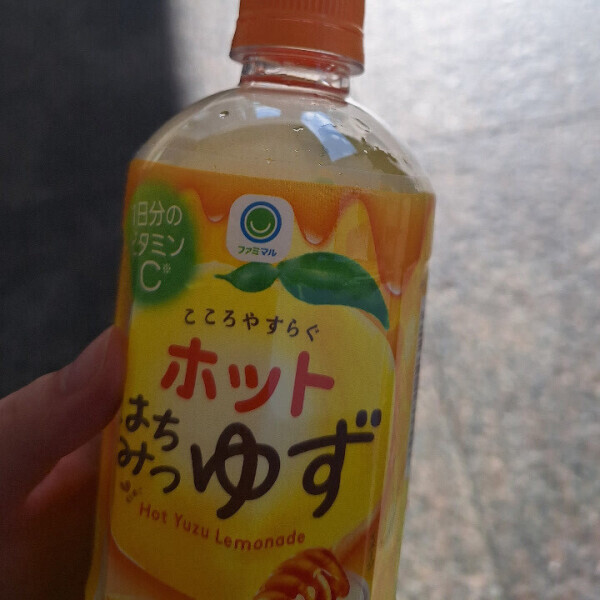 1日分の
ビタミン
C※
ファミマル
こころやすらぐ
ホット
はちみつ
ゆず
Hot Yuzu Lemonade